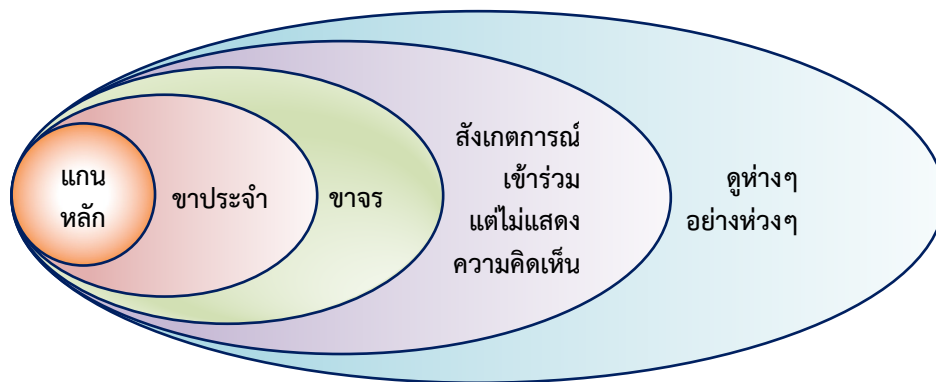 แกน
หลัก
ขาประจำ
ขาจร
สังเกตการณ์
เข้าร่วม
แต่ไม่แสดง
ความคิดเห็น
ดูห่างๆ
อย่างห่วงๆ